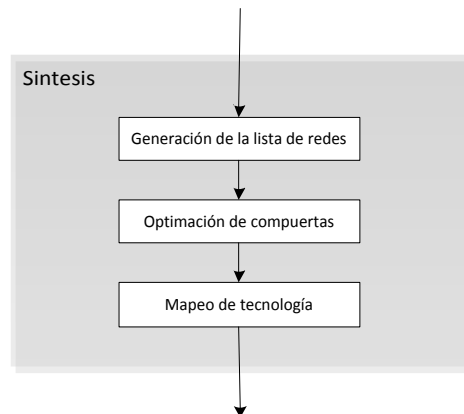 Sintesis
Generación de la lista de redes
Optimación de compuertas
Mapeo de tecnología